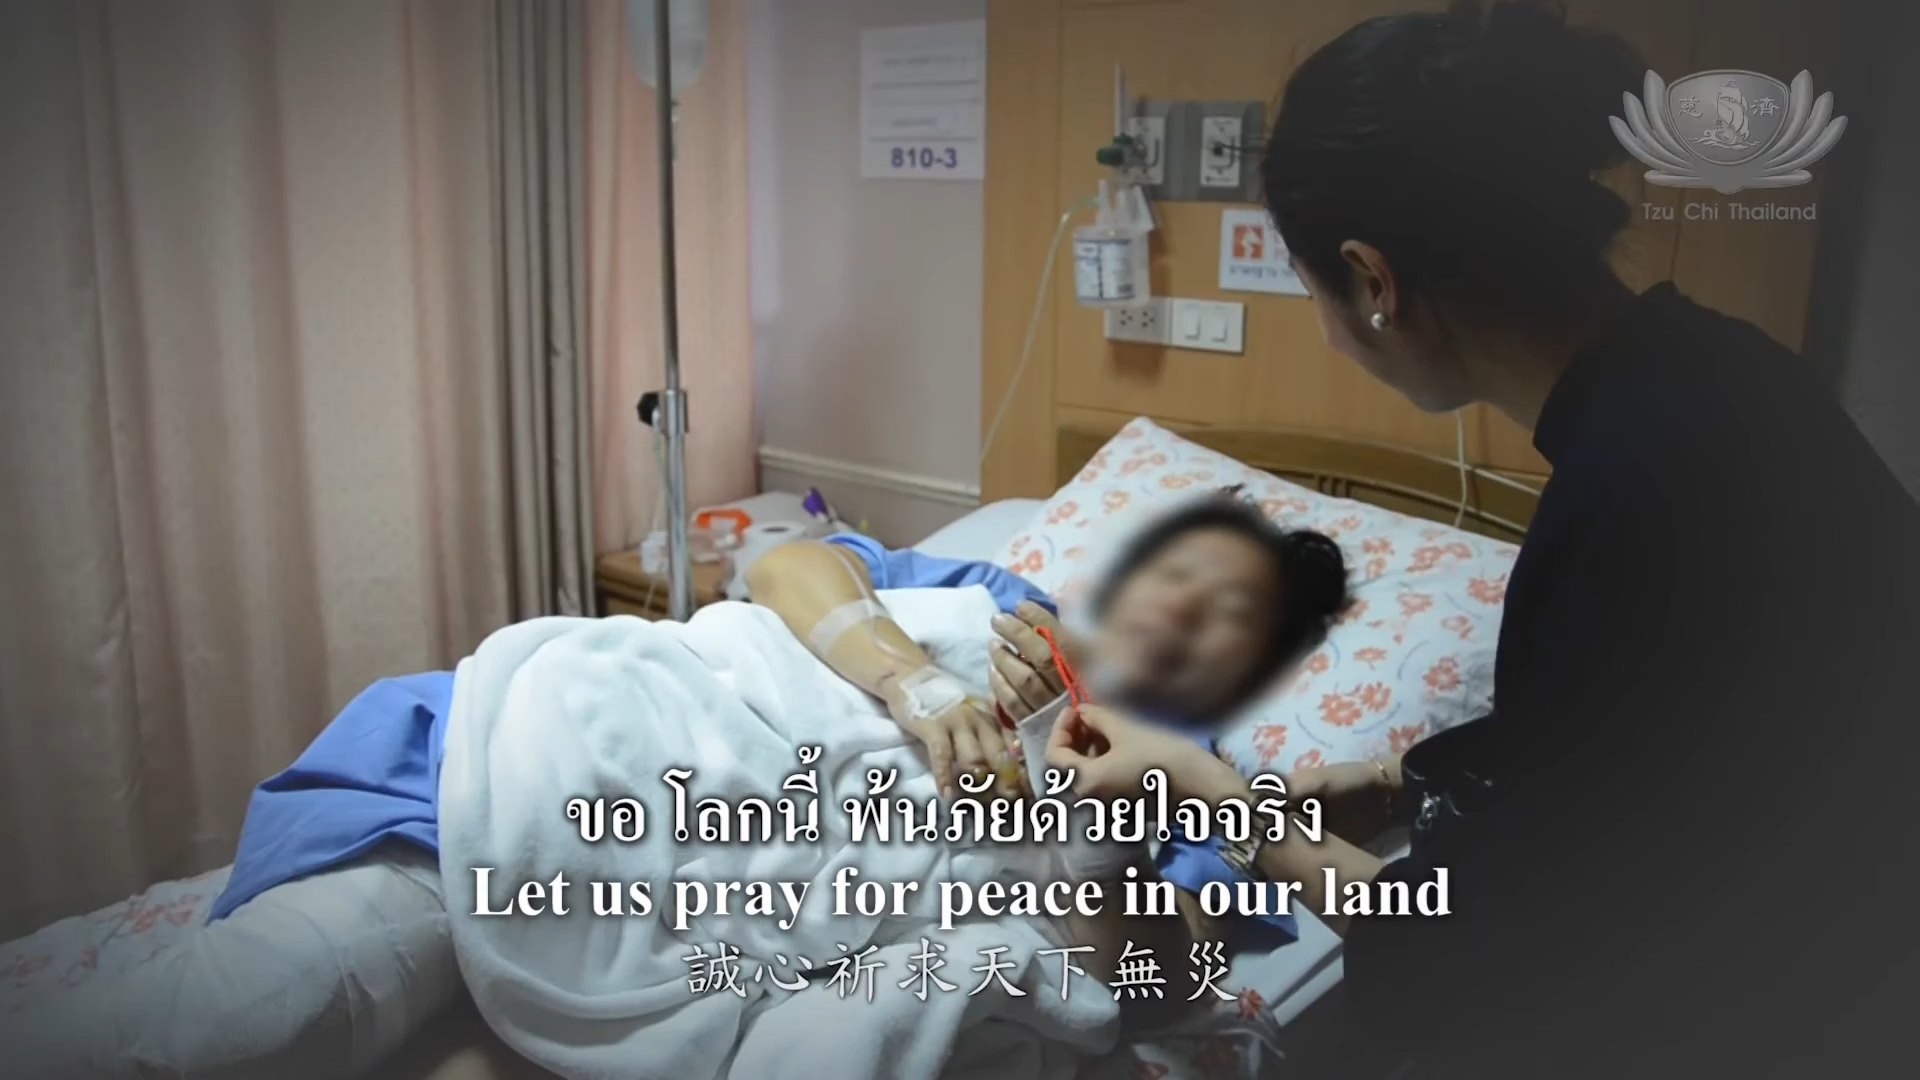 810-3
慈濟
Tzu Chi Thailand
ขอ โลกนี้ พ้นภัยด้วยใจจริง
Let us pray for peace in our land
誠心祈求天下無災